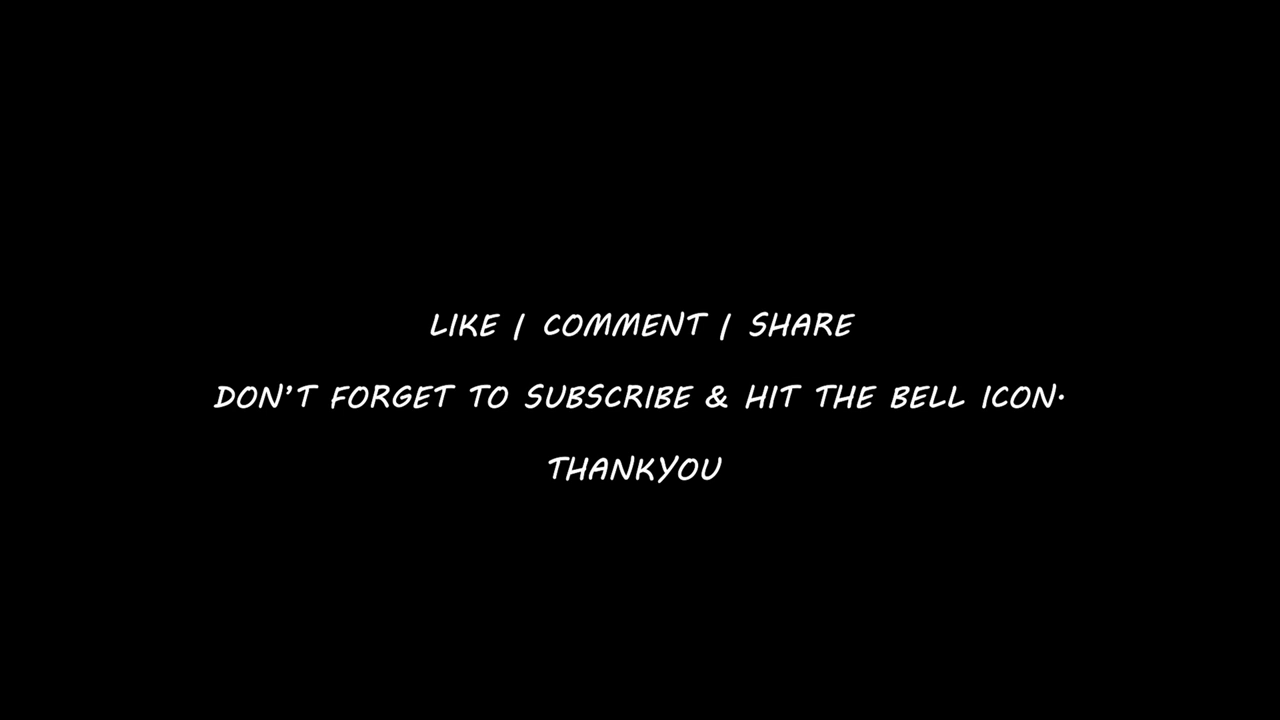 LIKE | COMMENT | SHARE
DON'T FORGET TO SUBSCRIBE & HIT THE BELL ICON.
THANKYOU